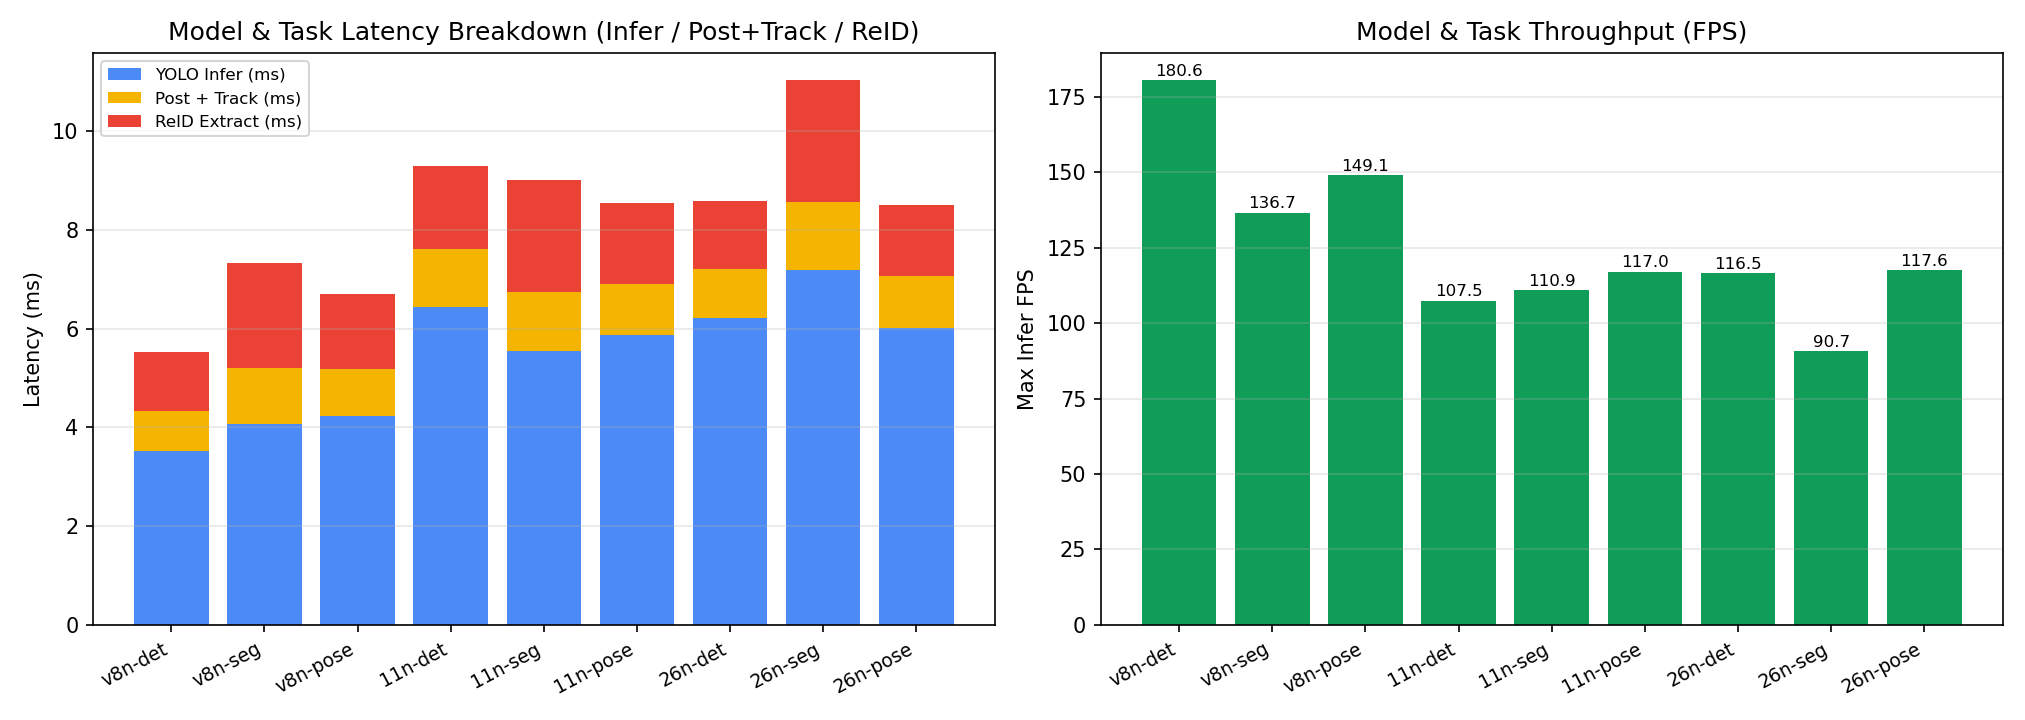 Model & Task Latency Breakdown (Infer / Post+Track / ReID)
YOLO Infer (ms)
Post + Track (ms)
ReID Extract (ms)
Latency (ms)
10
8
6
4
2
0
v8n-det
v8n-seg
v8n-pose
11n-det
11n-seg
11n-pose
26n-det
26n-seg
26n-pose
Model & Task Throughput (FPS)
Max Infer FPS
175
150
125
100
75
50
25
0
180.6
136.7
149.1
107.5
110.9
117.0
116.5
90.7
117.6
v8n-det
v8n-seg
v8n-pose
11n-det
11n-seg
11n-pose
26n-det
26n-seg
26n-pose